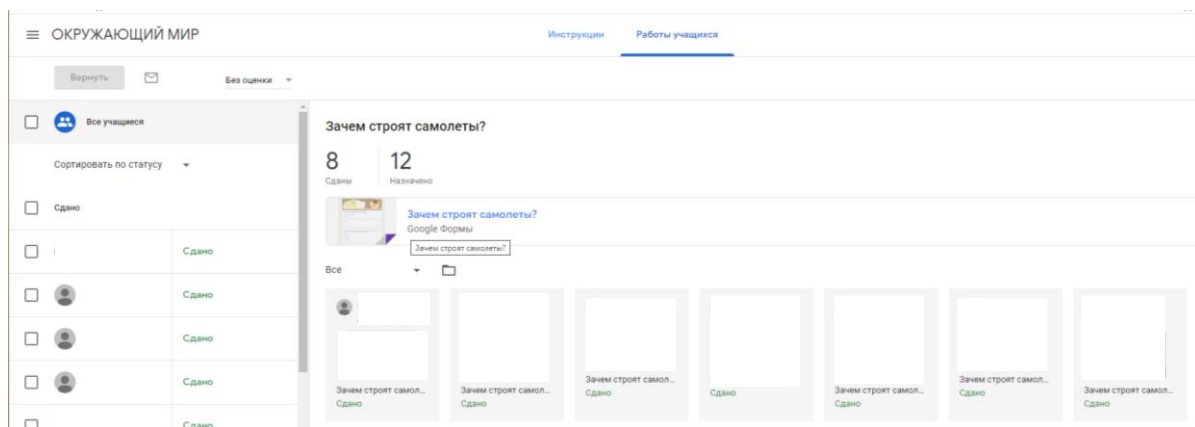 ОКРУЖАЮЩИЙ МИР
Инструкции
Работы учащихся
Вернуть
Без оценки
Все учащиеся
Сортировать по статусу
Сдано
Сдано
Сдано
Сдано
Сдано
Сдано
Зачем строят самолеты?
8
12
Сданы
Назначено
Зачем строят самолеты?
Google Формы
Зачем строят самолеты?
Все
Зачем строят самол...
Сдано
Зачем строят самол...
Сдано
Зачем строят самол...
Сдано
Сдано
Зачем строят самол...
Сдано
Зачем строят самол...
Сдано
Зачем строят самол...
Сдано